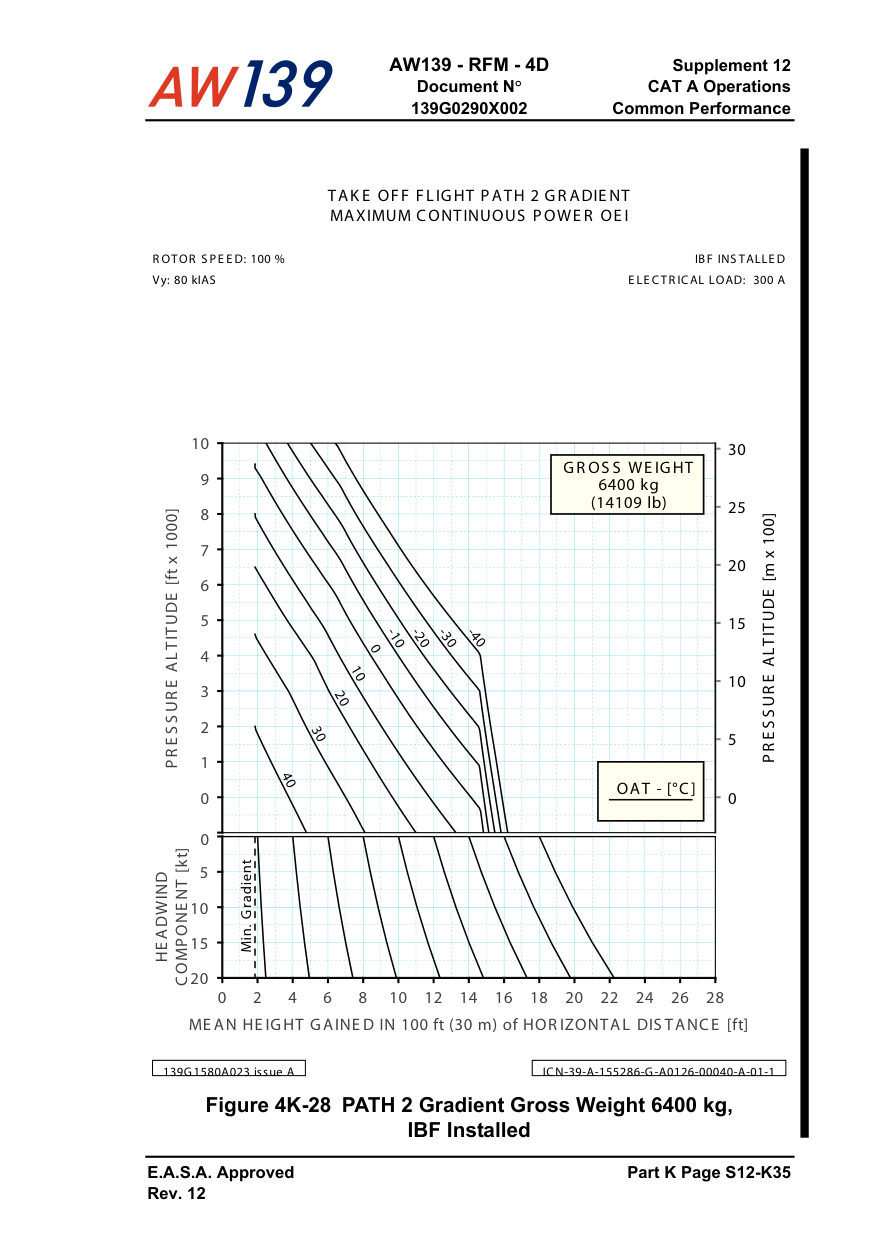 AW139
AW139 - RFM - 4D
Document N°
139G0290X002
Supplement 12
CAT A Operations
Common Performance
TAKE OFF FLIGHT PATH 2 GRADIENT
MAXIMUM CONTINUOUS POWER OEI
ROTOR SPEED: 100 %
IBF INSTALLED
Vy: 80 kIAS
ELECTRICAL LOAD: 300 A
GROSS WEIGHT
6400 kg
(14109 lb)
PRESSURE ALTITUDE [ft x 1000]
10
9
8
7
6
5
4
3
2
1
0
PRESSURE ALTITUDE [m x 100]
30
25
20
15
10
5
0
40
30
20
10
0
-10
-20
-30
-40
OAT - [°C]
HEADWIND
COMPONENT [kt]
0
5
10
15
20
Min. Gradient
0 2 4 6 8 10 12 14 16 18 20 22 24 26 28
MEAN HEIGHT GAINED IN 100 ft (30 m) of HORIZONTAL DISTANCE [ft]
139G1580A023 issue A
ICN-39-A-155286-G-A0126-00040-A-01-1
Figure 4K-28 PATH 2 Gradient Gross Weight 6400 kg,
IBF Installed
E.A.S.A. Approved
Rev. 12
Part K Page S12-K35